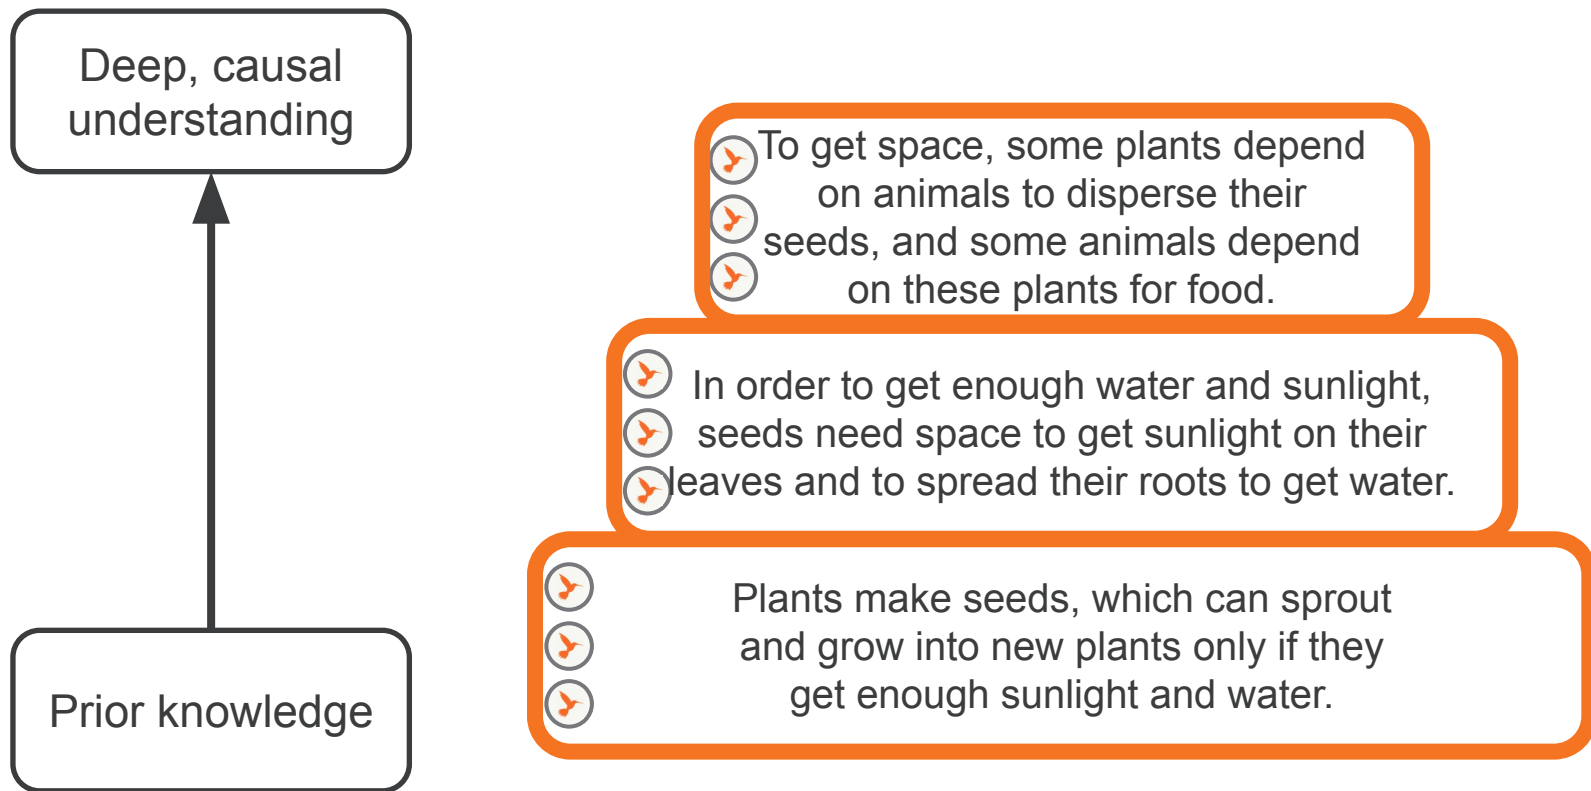 Deep, causal
understanding
Prior knowledge
To get space, some plants depend
on animals to disperse their
seeds, and some animals depend
on these plants for food.
In order to get enough water and sunlight,
seeds need space to get sunlight on their
leaves and to spread their roots to get water.
Plants make seeds, which can sprout
and grow into new plants only if they
get enough sunlight and water.